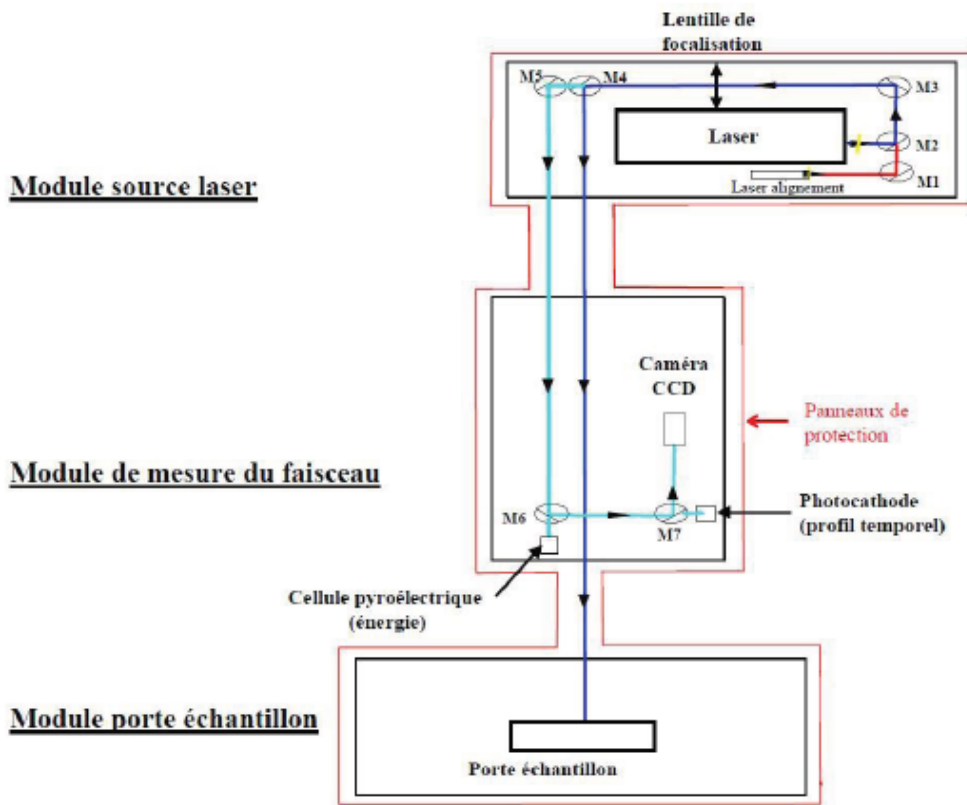 Lentille de
focalisation
M5
M4
M3
Laser
M2
Laser alignement
M1
Module source laser
Caméra
CCD
Panneaux de
protection
Module de mesure du faisceau
M6
M7
Photocathode
(profil temporel)
Cellule pyroélectrique
(énergie)
Module porte échantillon
Porte échantillon